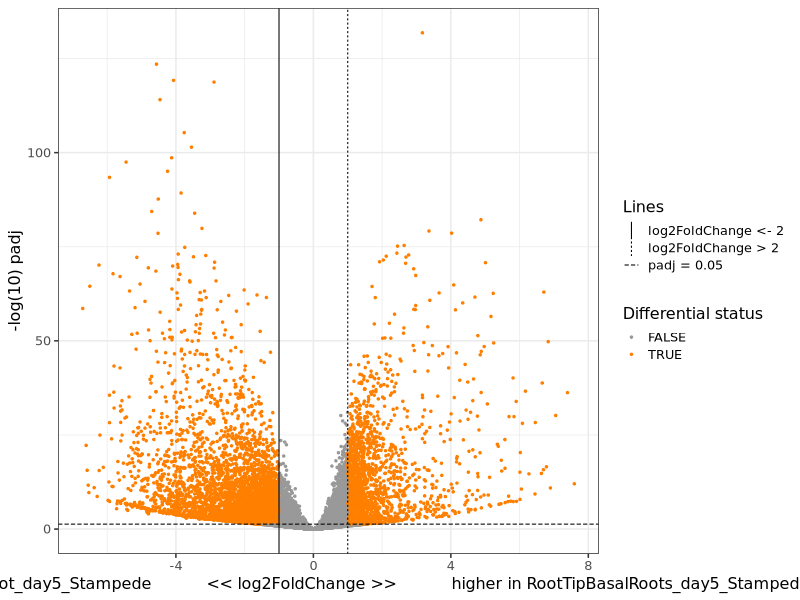 100
50
0
-log(10) padj
-4
0
4
8
ot_day5_Stampede << log2FoldChange >> higher in RootTipBasalRoots_day5_Stamped
Lines
log2FoldChange <- 2
log2FoldChange > 2
padj = 0.05
Differential status
FALSE
TRUE